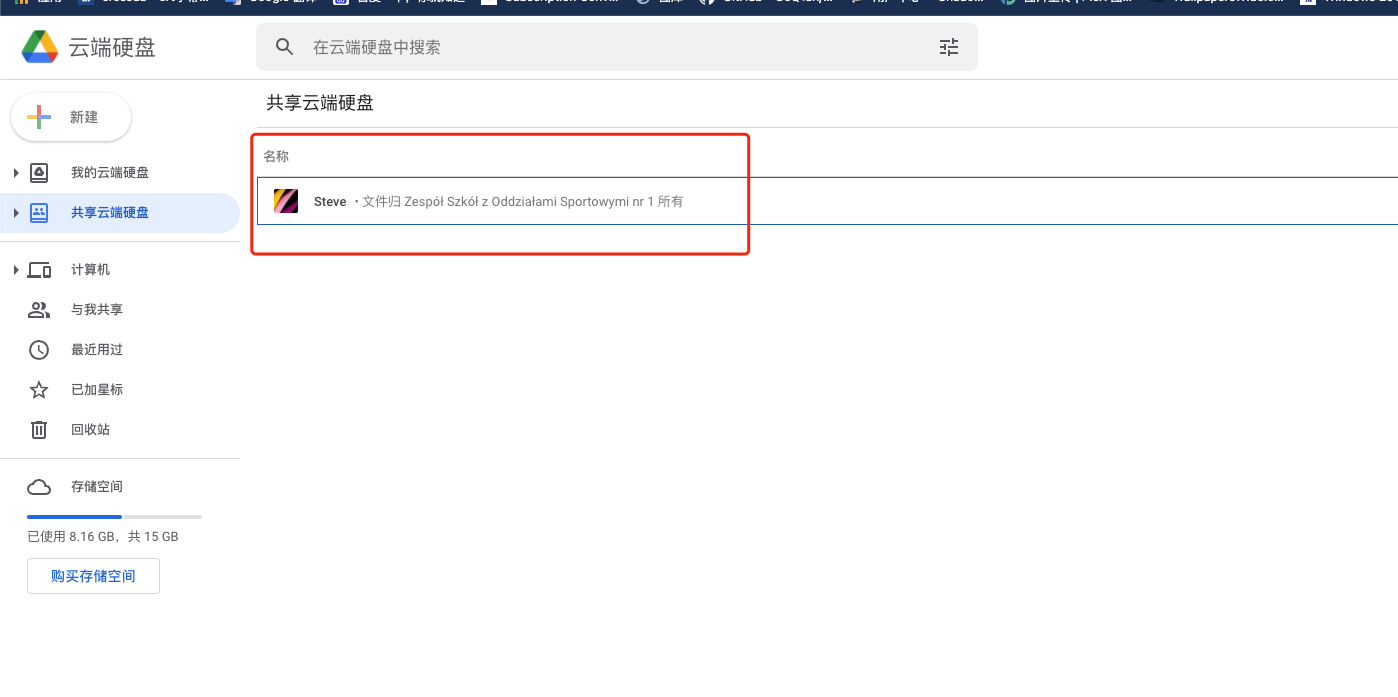 云端硬盘
在云端硬盘中搜索
新建
我的云端硬盘
共享云端硬盘
计算机
与我共享
最近用过
已加星标
回收站
存储空间
已使用 8.16 GB，共 15 GB
购买存储空间
共享云端硬盘
名称
Steve • 文件归 Zespół Szkół z Oddziałami Sportowymi nr 1 所有